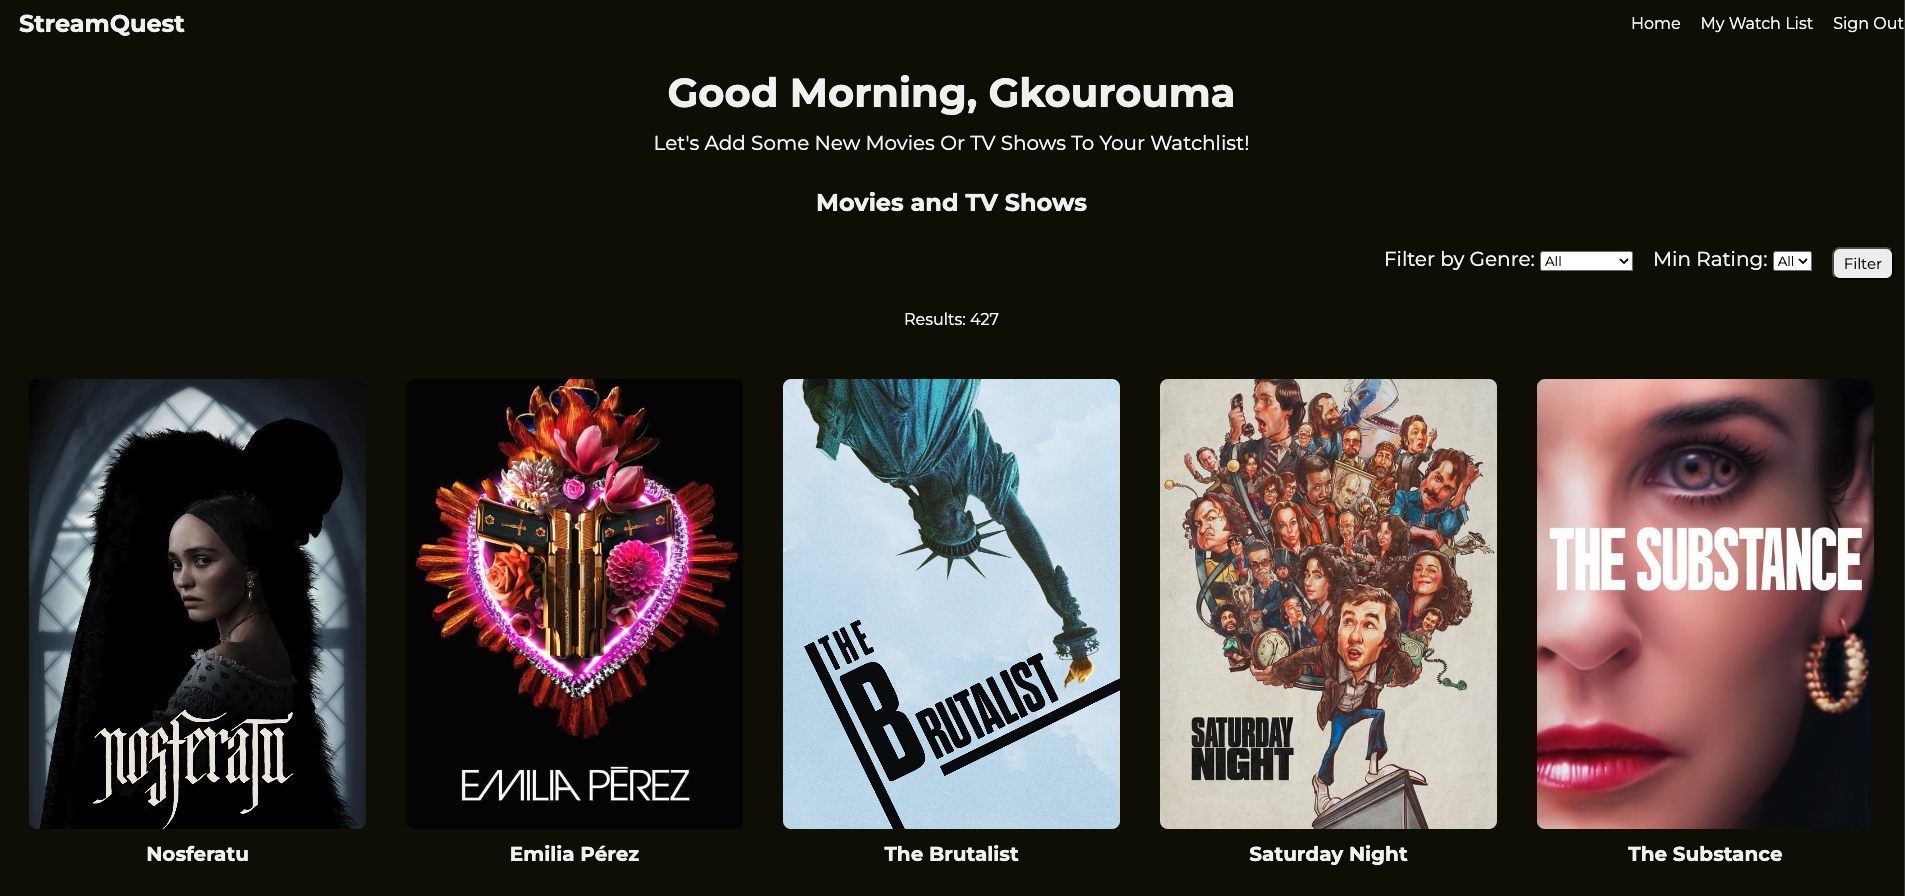 StreamQuest
Home My Watch List Sign Out
Good Morning, Gkourouma
Let's Add Some New Movies Or TV Shows To Your Watchlist!
Movies and TV Shows
Filter by Genre: All Min Rating: All Filter
Results: 427
nosferatu
EMILIA PÉREZ
THE
BRUTALIST
SATURDAY
NIGHT
THE SUBSTANCE
Nosferatu
Emilia Pérez
The Brutalist
Saturday Night
The Substance